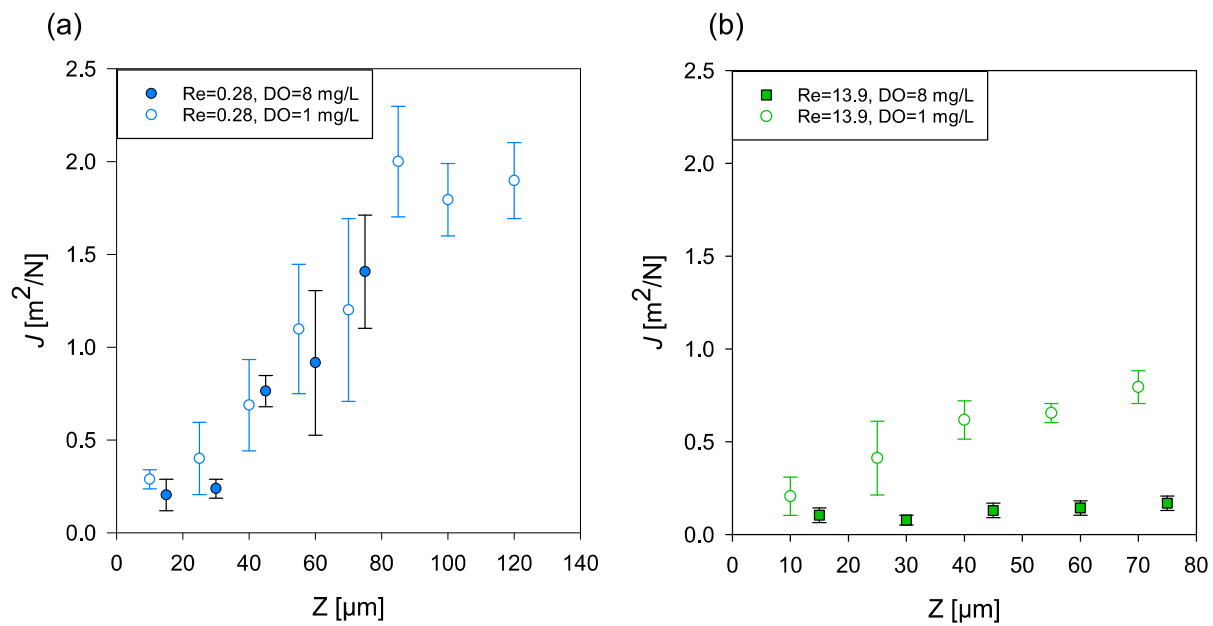 (a)
Re=0.28, DO=8 mg/L
Re=0.28, DO=1 mg/L
2.5
2.0
1.5
1.0
0.5
0.0
J [m²/N]
0 20 40 60 80 100 120 140
Z [µm]
(b)
Re=13.9, DO=8 mg/L
Re=13.9, DO=1 mg/L
2.5
2.0
1.5
1.0
0.5
0.0
J [m²/N]
0 10 20 30 40 50 60 70 80
Z [µm]